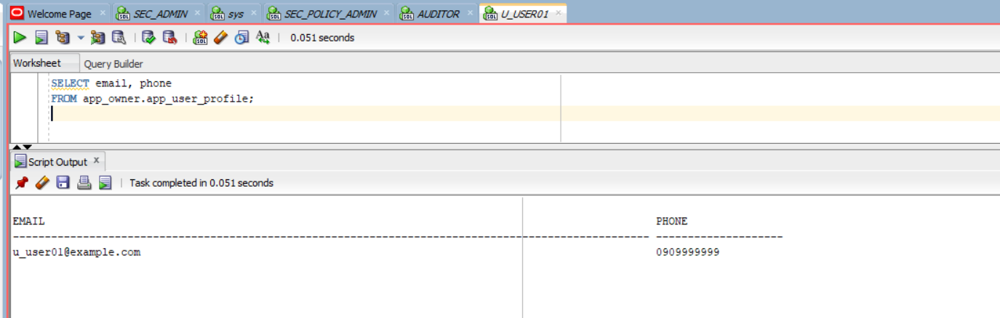 Welcome Page × SEC_ADMIN × sys × SEC_POLICY_ADMIN × AUDITOR × U_USER01 ×
0.051 seconds
Worksheet Query Builder
SELECT email, phone
FROM app_owner.app_user_profile;
Script Output x
Task completed in 0.051 seconds
EMAIL PHONE
---------------------------------------------------------------------------------------------------- --------------------
u_user01@example.com 0909999999